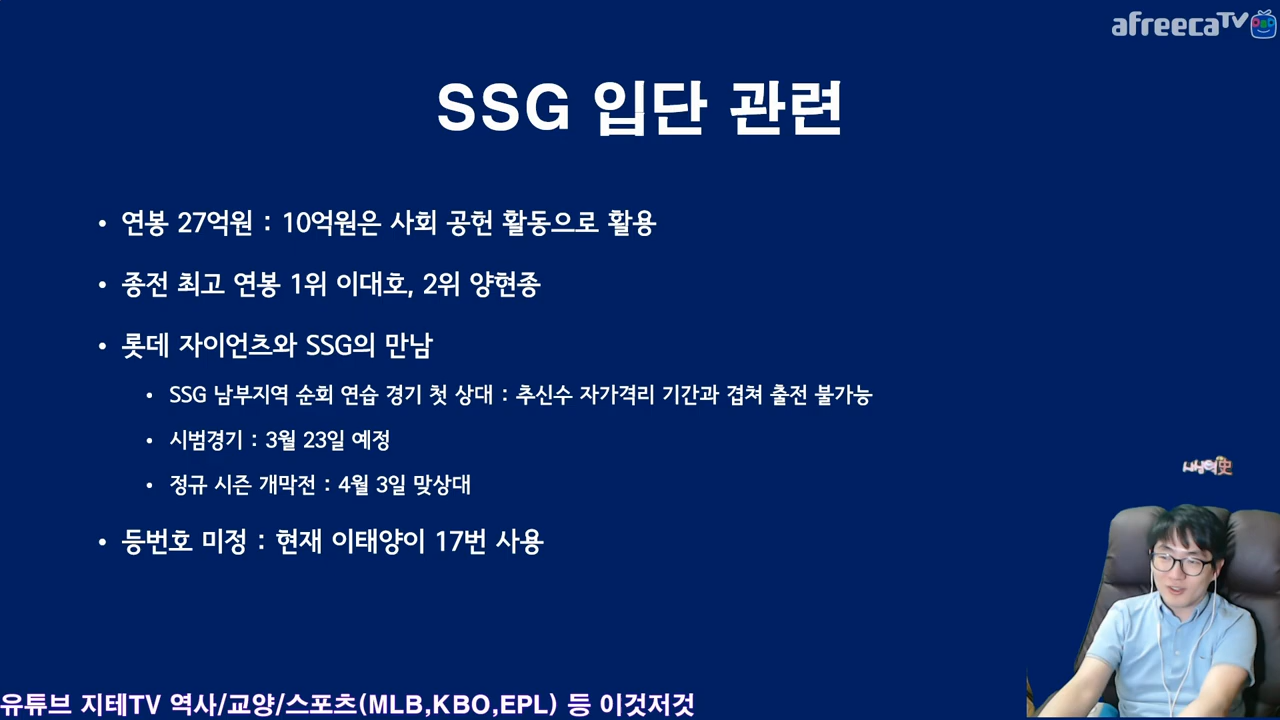 afreecaTV
SSG 입단 관련
• 연봉 27억원 : 10억원은 사회 공헌 활동으로 활용
• 종전 최고 연봉 1위 이대호, 2위 양현종
• 롯데 자이언츠와 SSG의 만남
• SSG 남부지역 순회 연습 경기 첫 상대 : 추신수 자가격리 기간과 겹쳐 출전 불가능
• 시범경기 : 3월 23일 예정
• 정규 시즌 개막전 : 4월 3일 맞상대
• 등번호 미정 : 현재 이태양이 17번 사용
유튜브 지테TV 역사/교양/스포츠(MLB,KBO,EPL) 등 이것저것